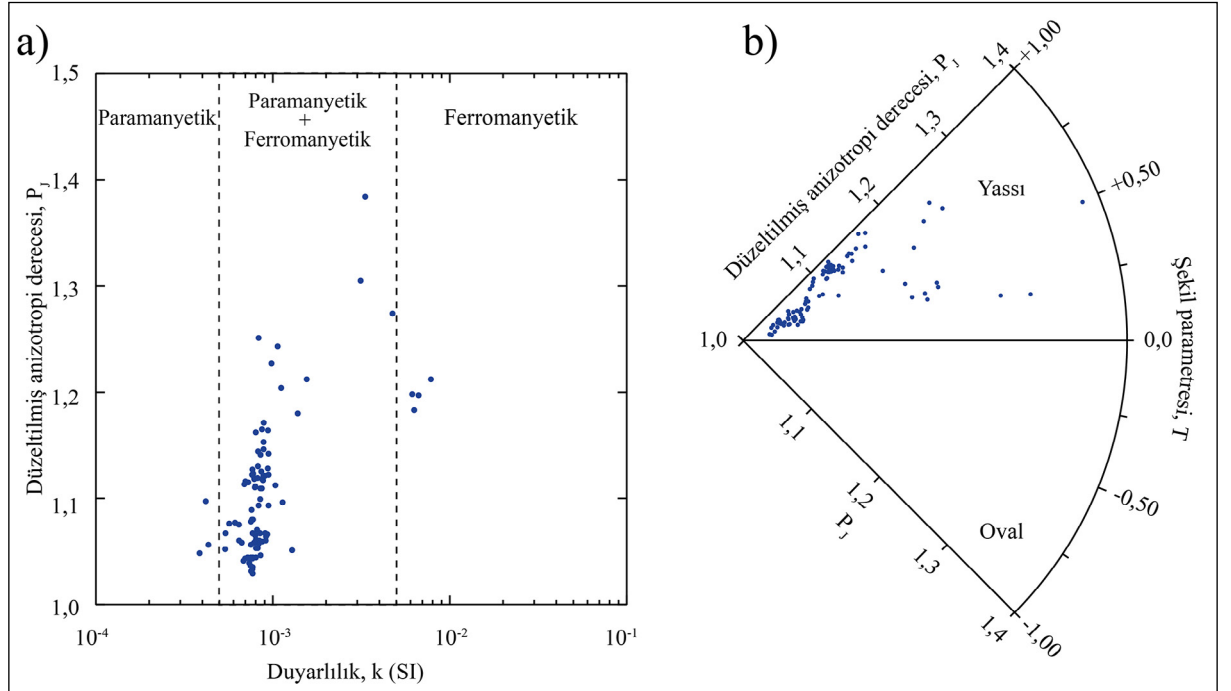 a)
Düzeltilmiş anizotropi derecesi, PJ
1,5
1,4
1,3
1,2
1,1
1,0
Paramanyetik
Paramanyetik
+
Ferromanyetik
Ferromanyetik
10-4
10-3
10-2
10-1
Duyarlılık, k (SI)
b)
Düzeltilmiş anizotropi derecesi, PJ
1,0
1,1
1,2
1,3
1,4
+1,00
+0,50
0,0
-0,50
-1,00
Şekil parametresi, T
Yassı
Oval
1,1
1,2
1,3
1,4
PJ